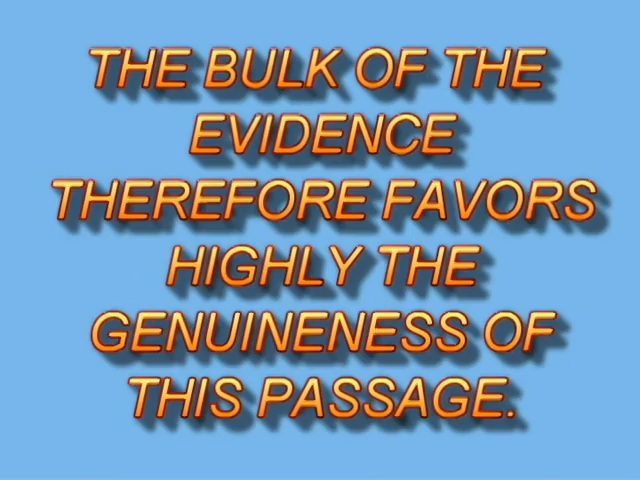 THE BULK OF THE
EVIDENCE
THEREFORE FAVORS
HIGHLY THE
GENUINENESS OF
THIS PASSAGE.